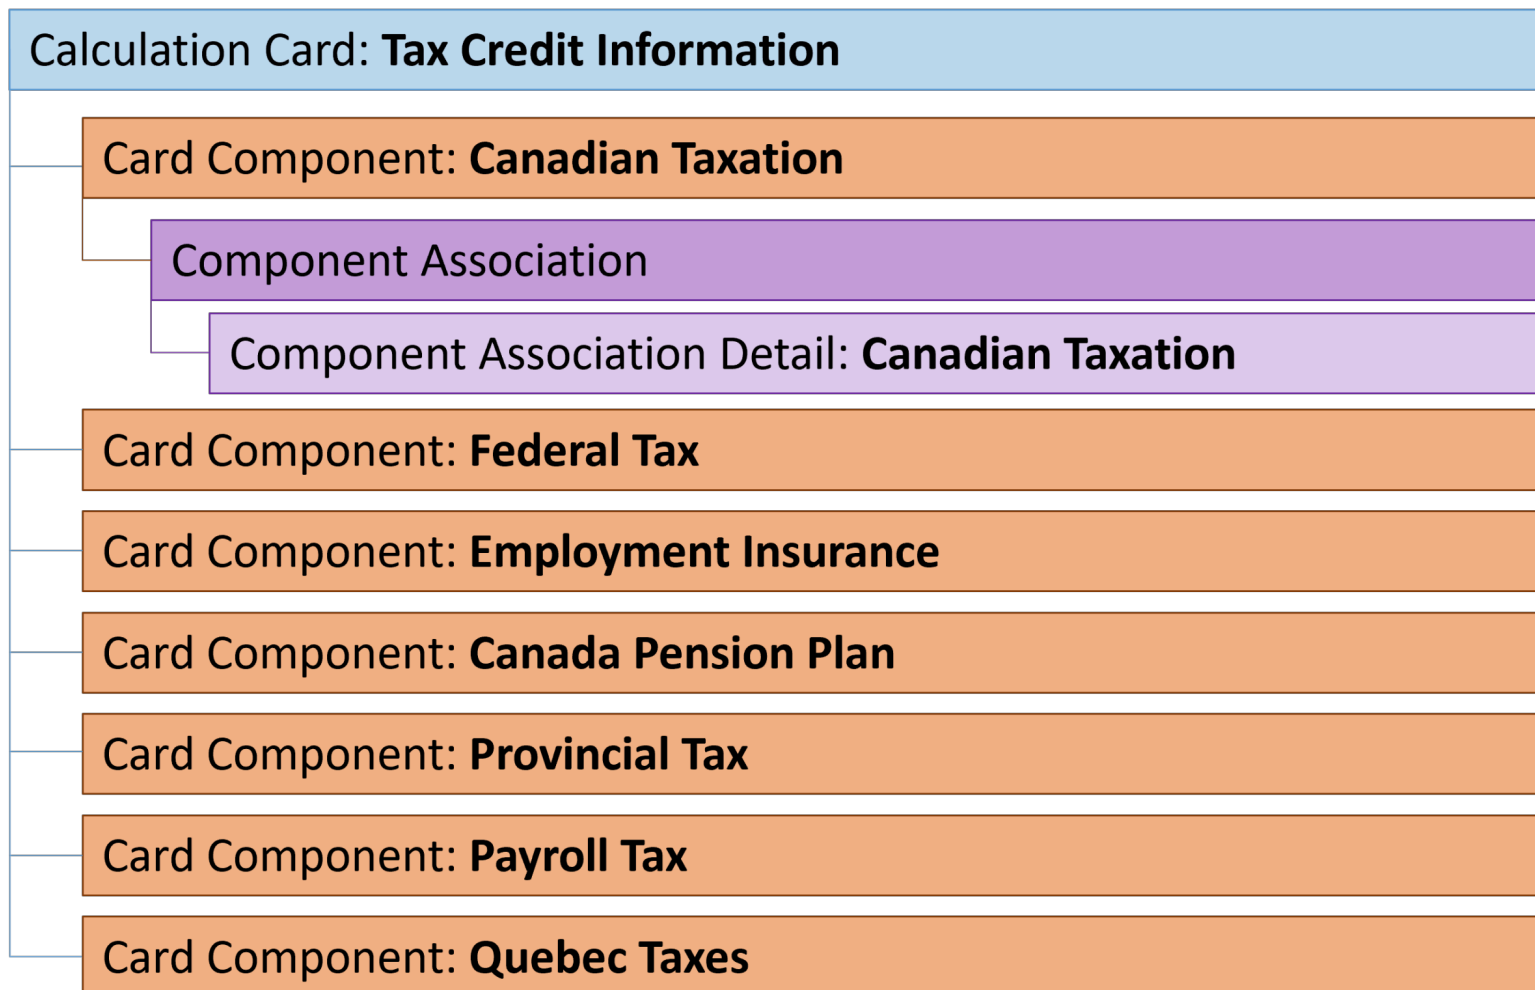 Calculation Card: Tax Credit Information
Card Component: Canadian Taxation
Component Association
Component Association Detail: Canadian Taxation
Card Component: Federal Tax
Card Component: Employment Insurance
Card Component: Canada Pension Plan
Card Component: Provincial Tax
Card Component: Payroll Tax
Card Component: Quebec Taxes